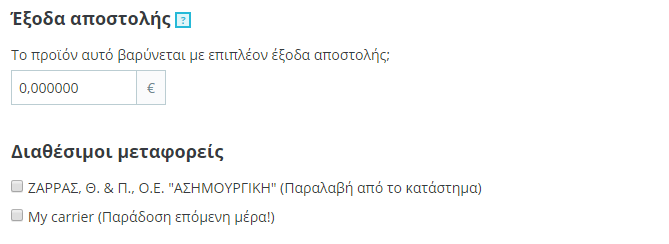 Έξοδα αποστολής ?
Το προϊόν αυτό βαρύνεται με επιπλέον έξοδα αποστολής;
0,000000 €
Διαθέσιμοι μεταφορείς
ΖΑΡΡΑΣ, Θ. & Π., Ο.Ε. "ΑΣΗΜΟΥΡΓΙΚΗ" (Παραλαβή από το κατάστημα)
My carrier (Παράδοση επόμενη μέρα!)